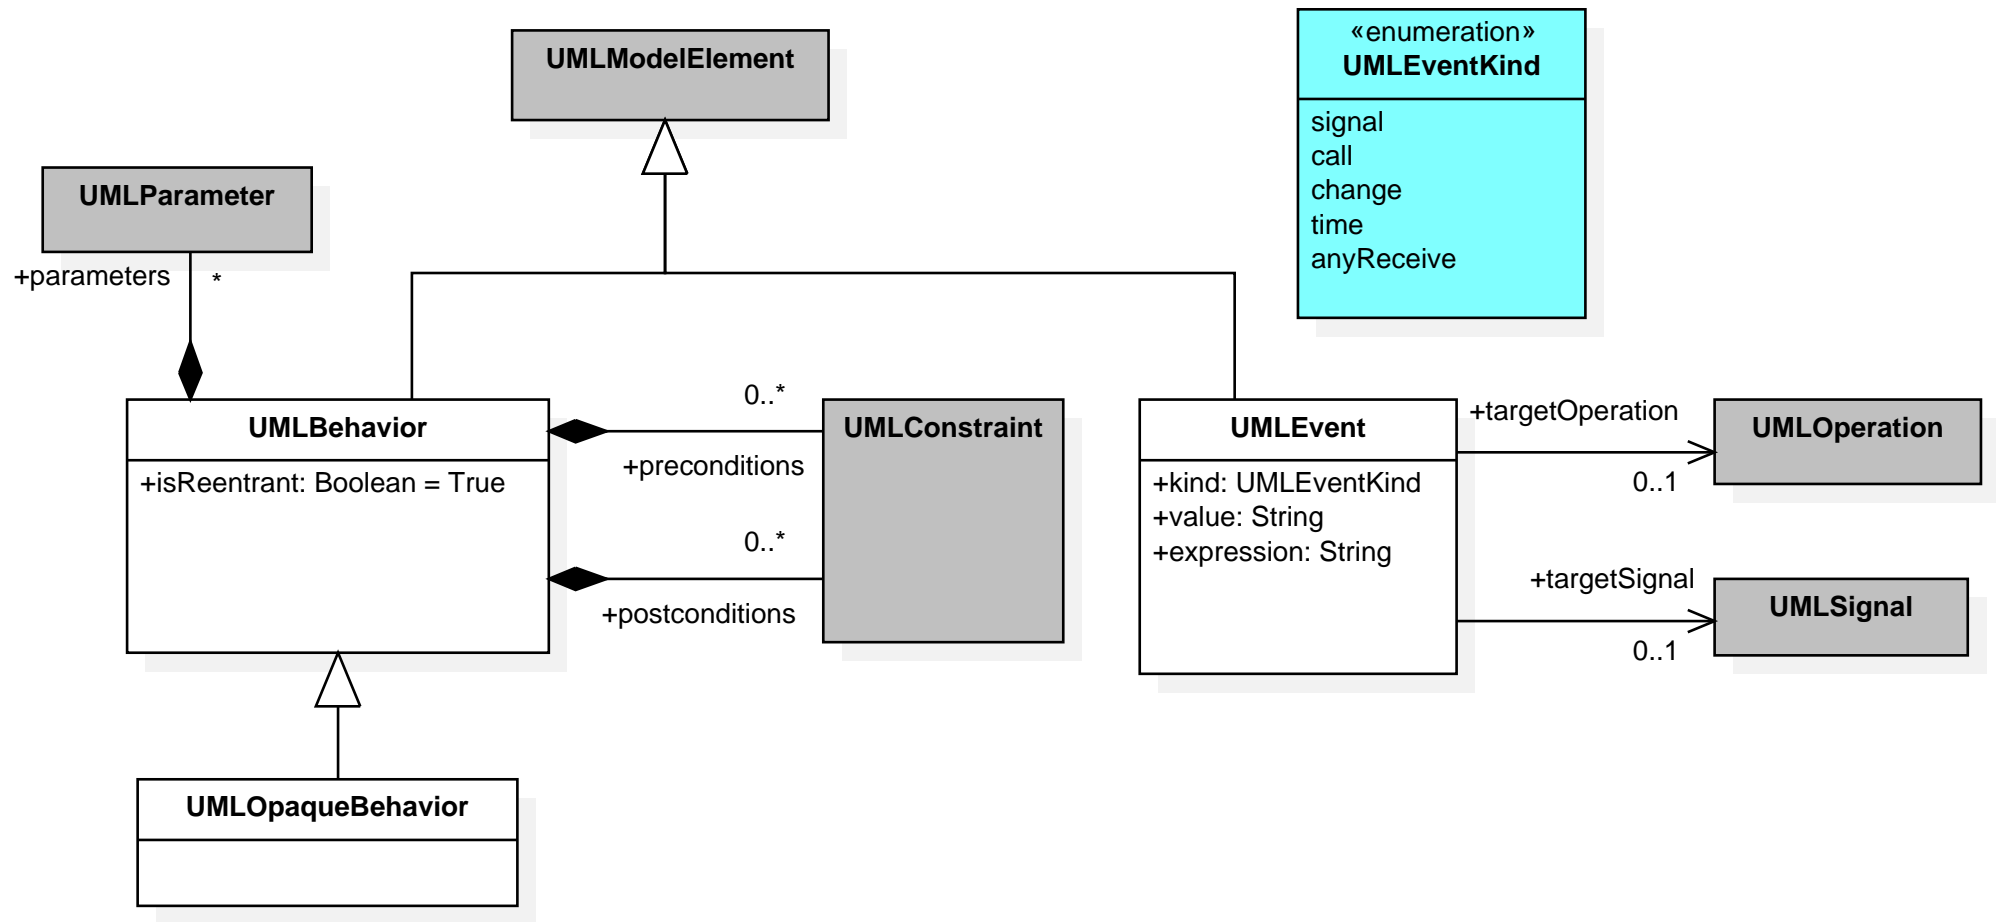 «enumeration»
UMLEventKind
signal
call
change
time
anyReceive
UMLModelElement
UMLParameter
+parameters
*
UMLBehavior
+isReentrant: Boolean = True
0..*
+preconditions
0..*
+postconditions
UMLConstraint
UMLEvent
+kind: UMLEventKind
+value: String
+expression: String
+targetOperation
0..1
UMLOperation
+targetSignal
0..1
UMLSignal
UMLOpaqueBehavior